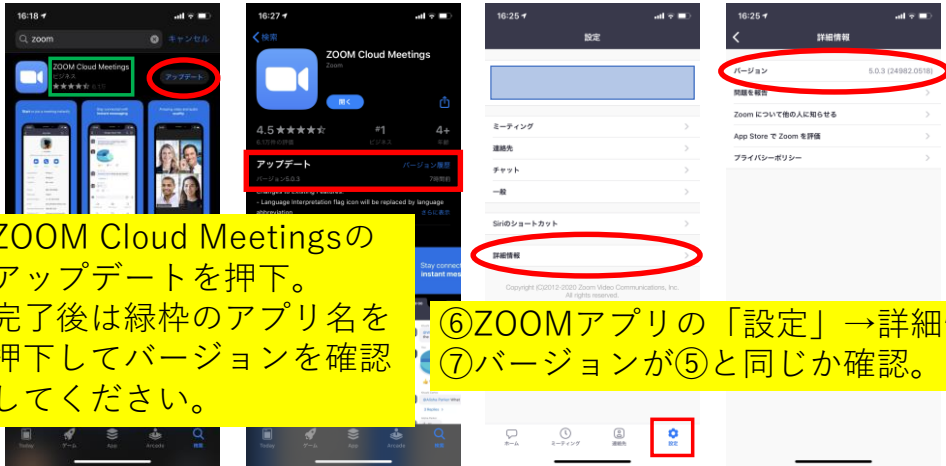 16:18
zoom
キャンセル
ZOOM Cloud Meetings
ビジネス
アップデート
16:27
検索
ZOOM Cloud Meetings
Zoom
開く
4.5
#1
ビジネス
4+
年齢
アップデート
バージョン履歴
バージョン5.0.3
7時間前
- Language Interpretation flag icon will be replaced by language
abbreviation
さらに表示
Stay connec
instant mes
ZOOM Cloud Meetingsの
アップデートを押下。
完了後は緑枠のアプリ名を
押下してバージョンを確認
してください。
Today
ゲーム
App
Arcade
検索
Today
ゲーム
App
Arcade
検索
16:25
設定
ミーティング
連絡先
チャット
一般
Siriのショートカット
詳細情報
Copyright (C)2012-2020 Zoom Video Communications, Inc.
All rights reserved.
ホーム
ミーティング
連絡先
設定
16:25
詳細情報
バージョン
5.0.3 (24982.0518)
問題を報告
Zoom について他の人に知らせる
App Store で Zoom を評価
プライバシーポリシー
⑥ZOOMアプリの「設定」→詳細
⑦バージョンが⑤と同じか確認。